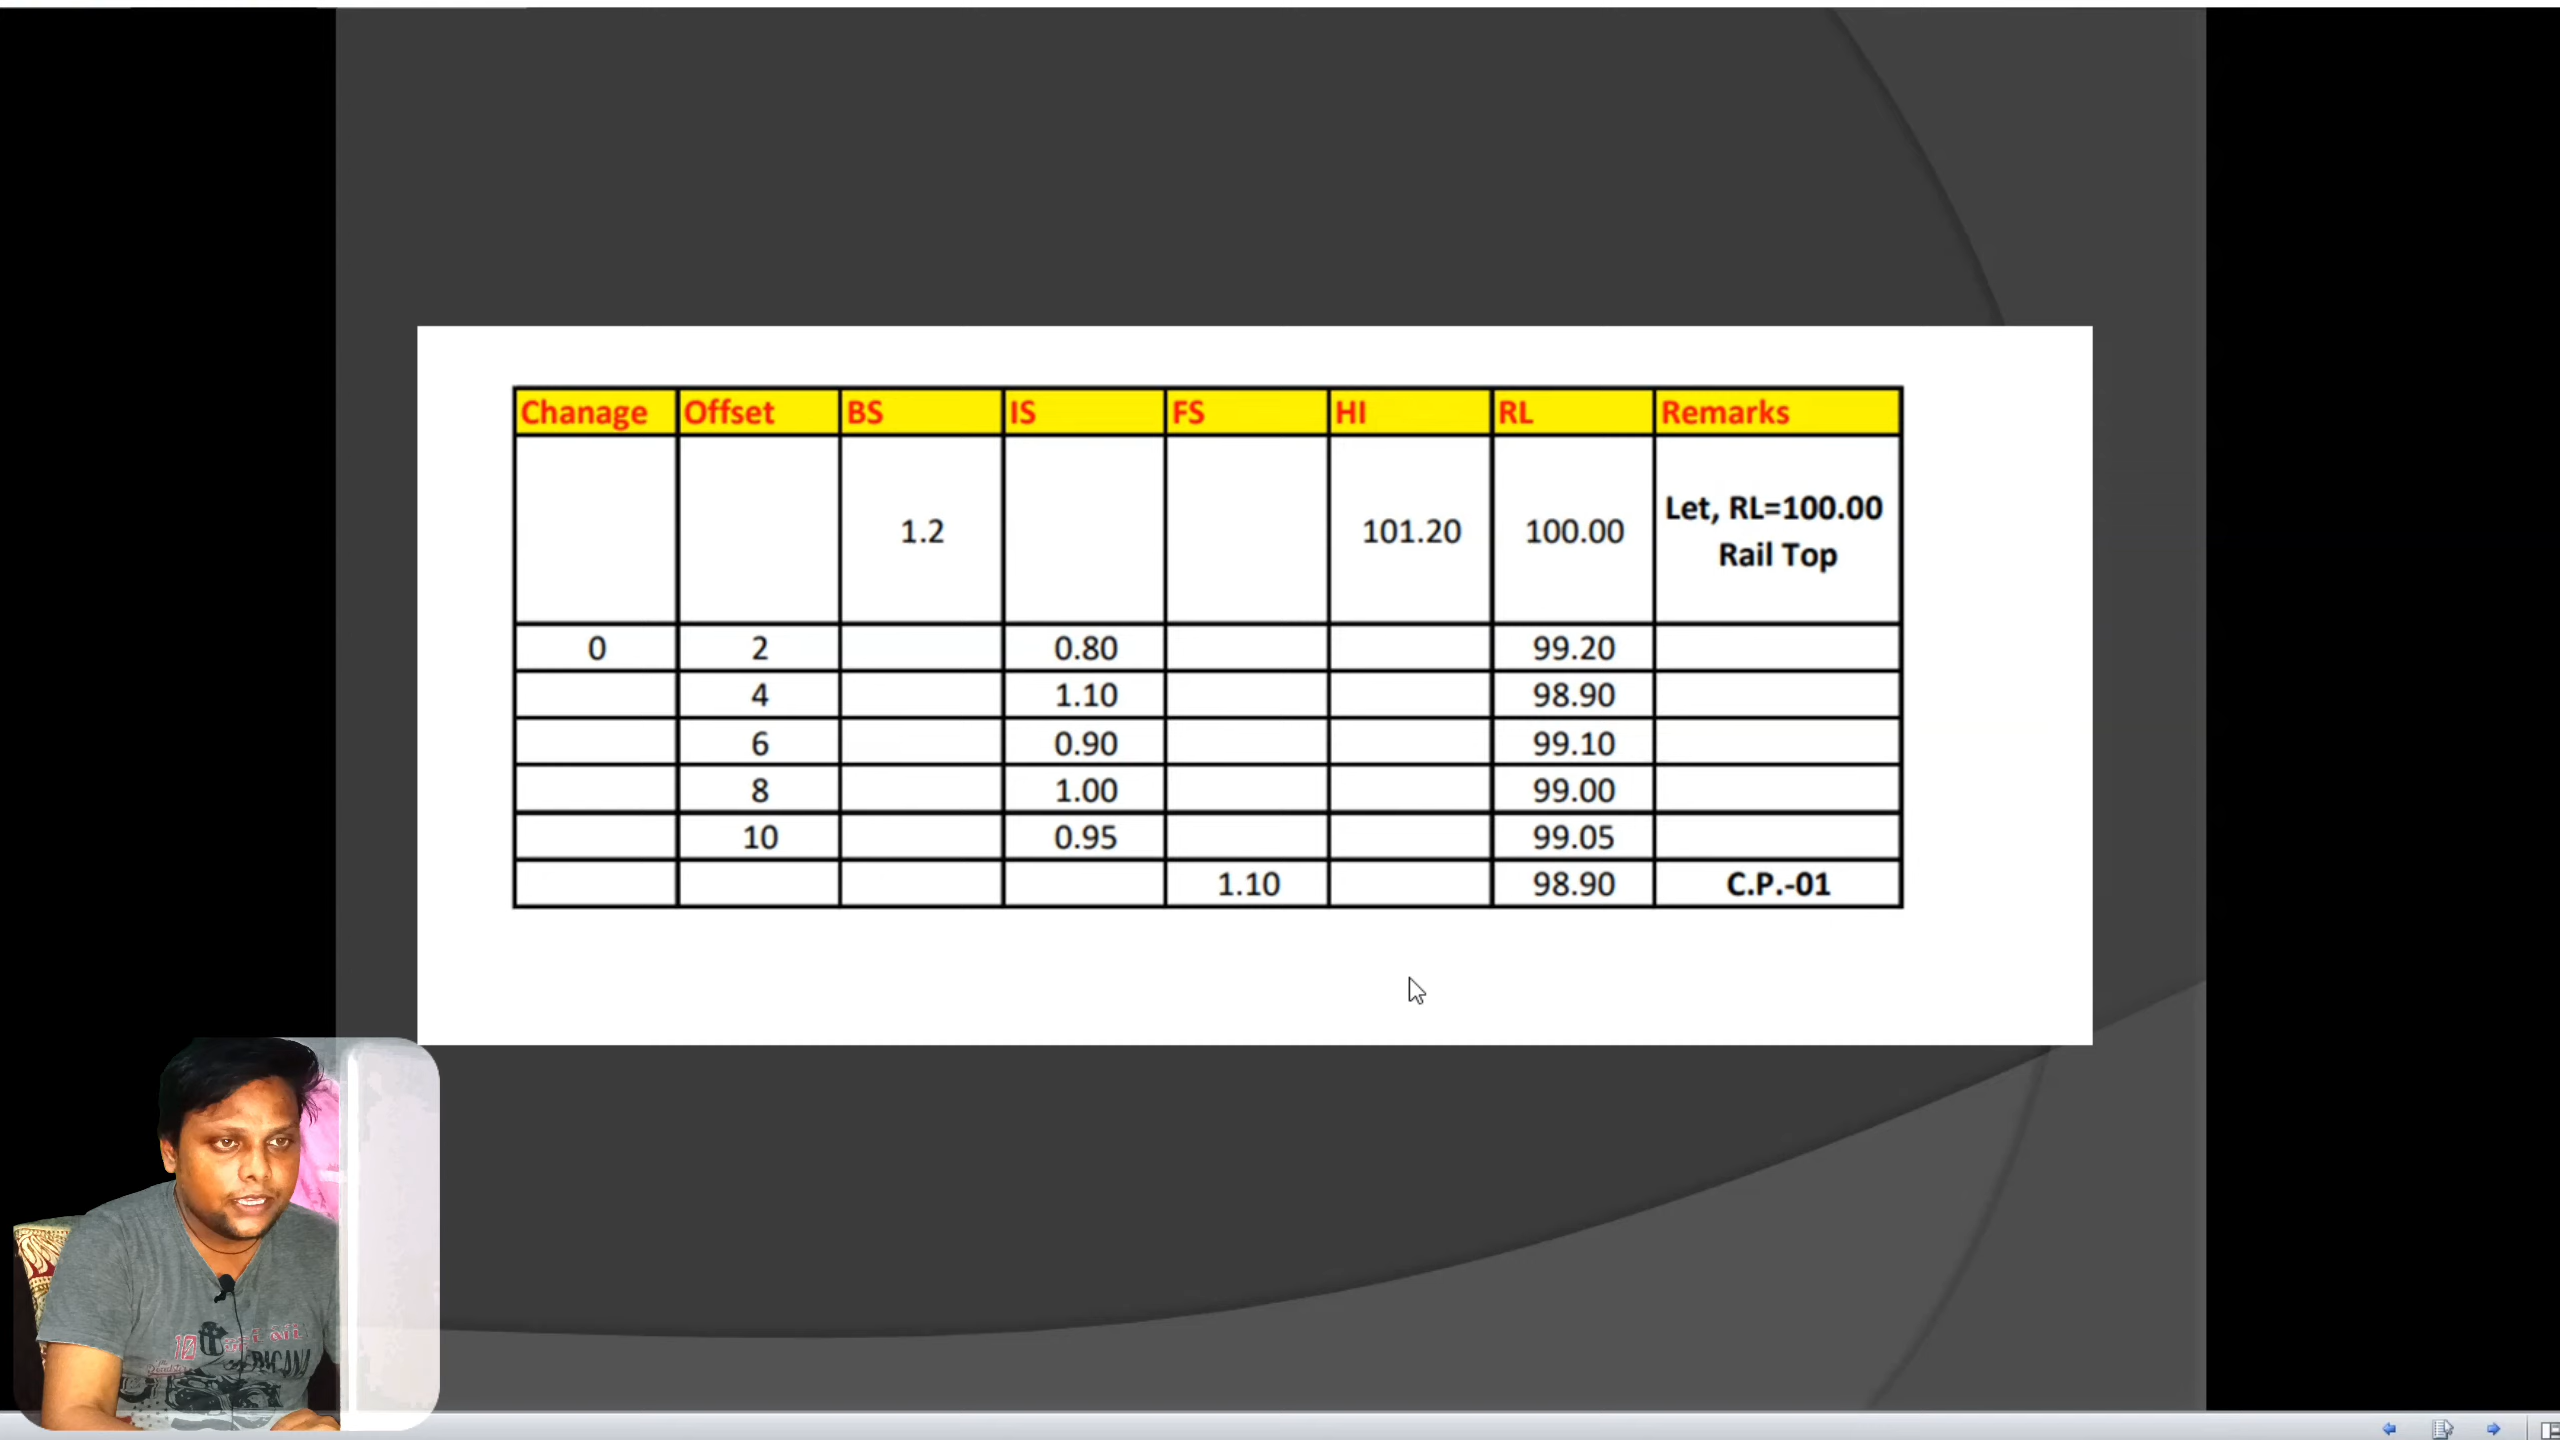 Chanage Offset BS IS FS HI RL Remarks
1.2 101.20 100.00 Let, RL=100.00
Rail Top
0 2 0.80 99.20
4 1.10 98.90
6 0.90 99.10
8 1.00 99.00
10 0.95 99.05
1.10 98.90 C.P.-01
10